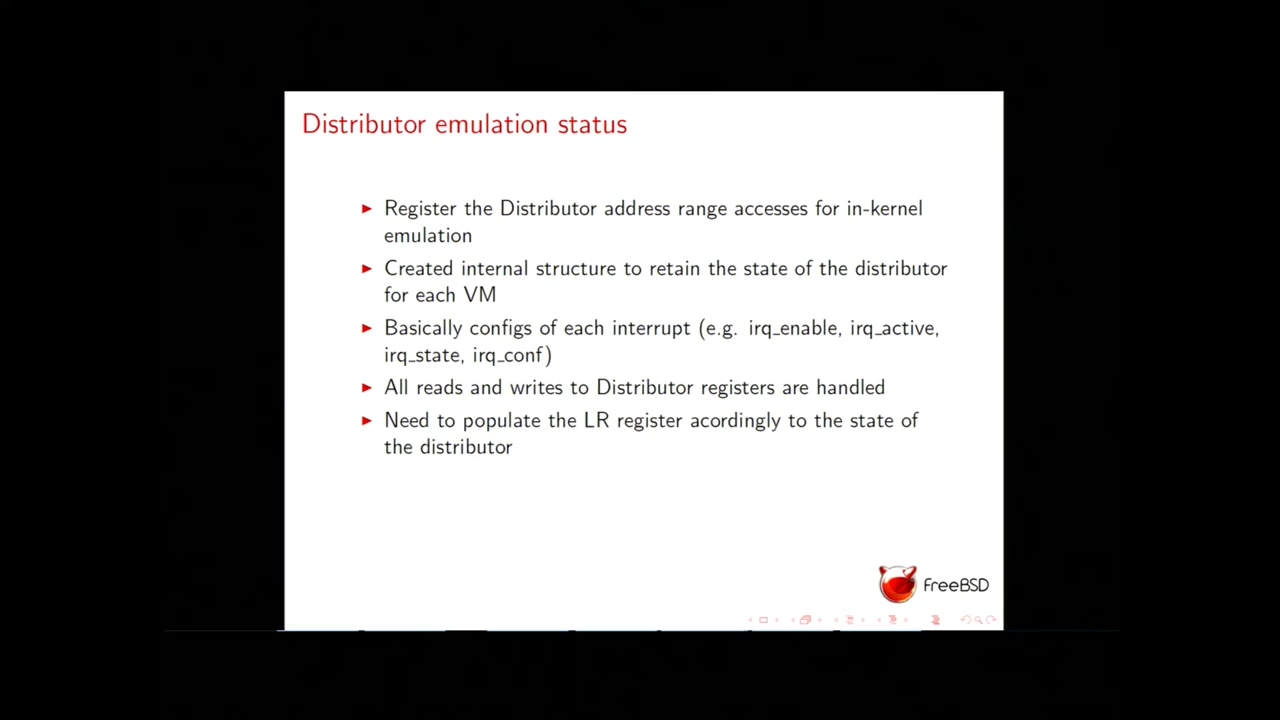 Distributor emulation status
► Register the Distributor address range accesses for in-kernel
emulation
► Created internal structure to retain the state of the distributor
for each VM
► Basically configs of each interrupt (e.g. irq_enable, irq_active,
irq_state, irq_conf)
► All reads and writes to Distributor registers are handled
► Need to populate the LR register acordingly to the state of
the distributor
FreeBSD